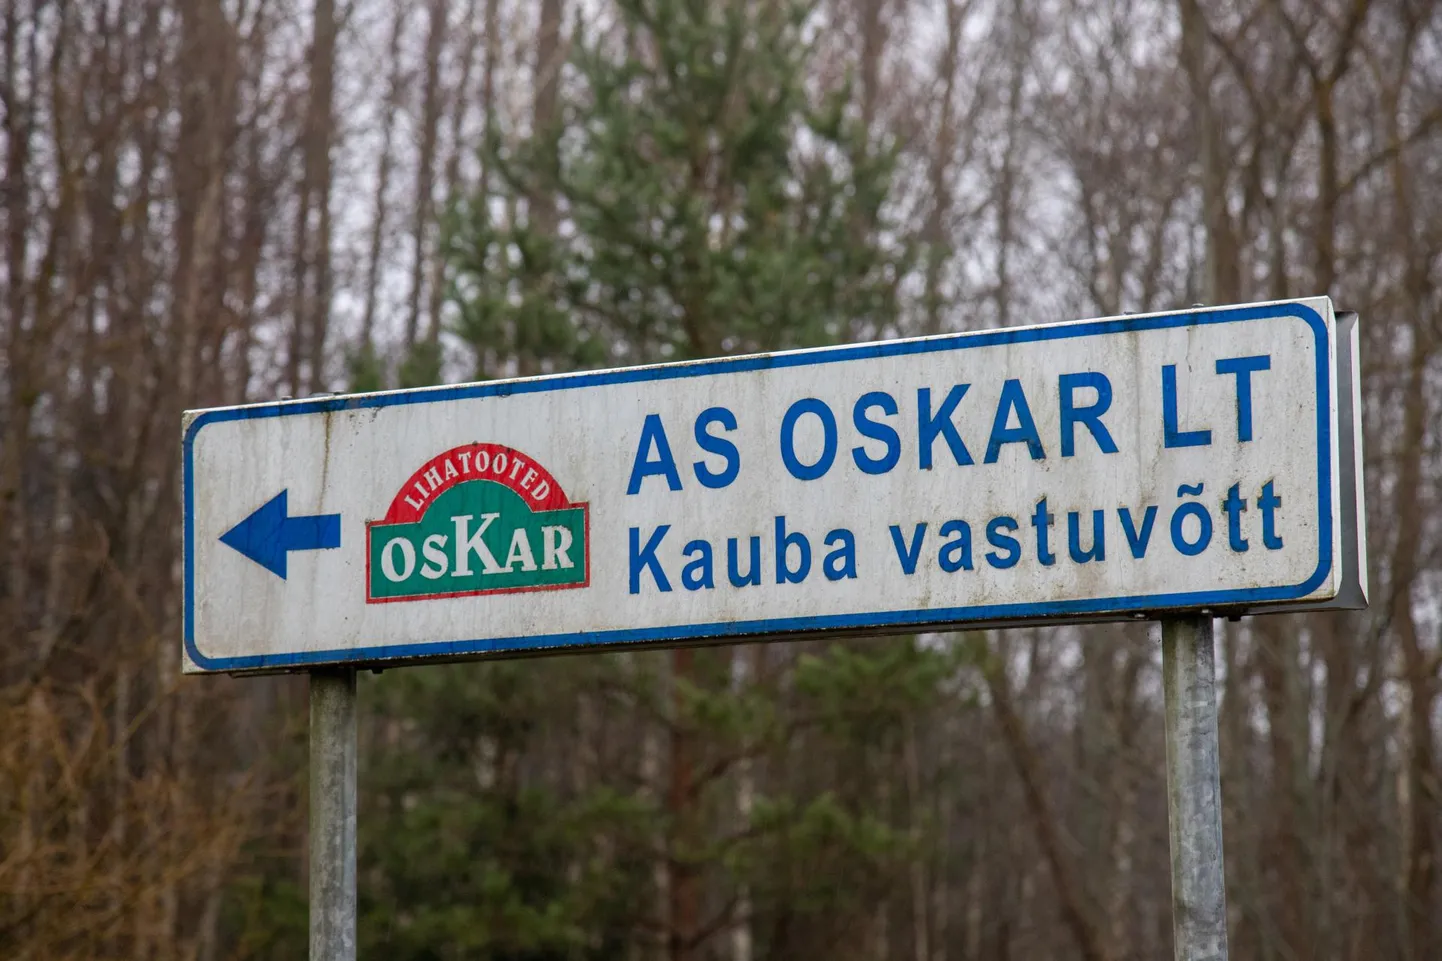 LIHATOOTED
OSKAR
AS OSKAR LT
Kauba vastuvõtt